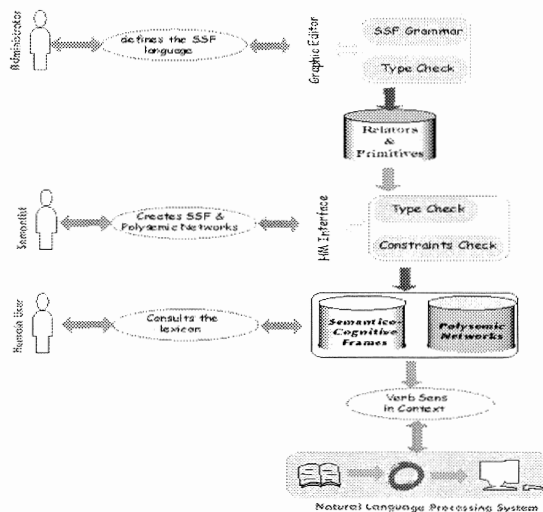 Administrator
defines the SSF
language
Graphic Editor
SSF Grammar
Type Check
Relators
&
Primitives
Semantist
Creates SSF &
Polysemic Networks
HM Interface
Type Check
Constraints Check
Humain User
Consults the
lexicon
Semantico-
Cognitive
Frames
Polysemic
Networks
Verb Sens
in Context
Natural Language Processing System